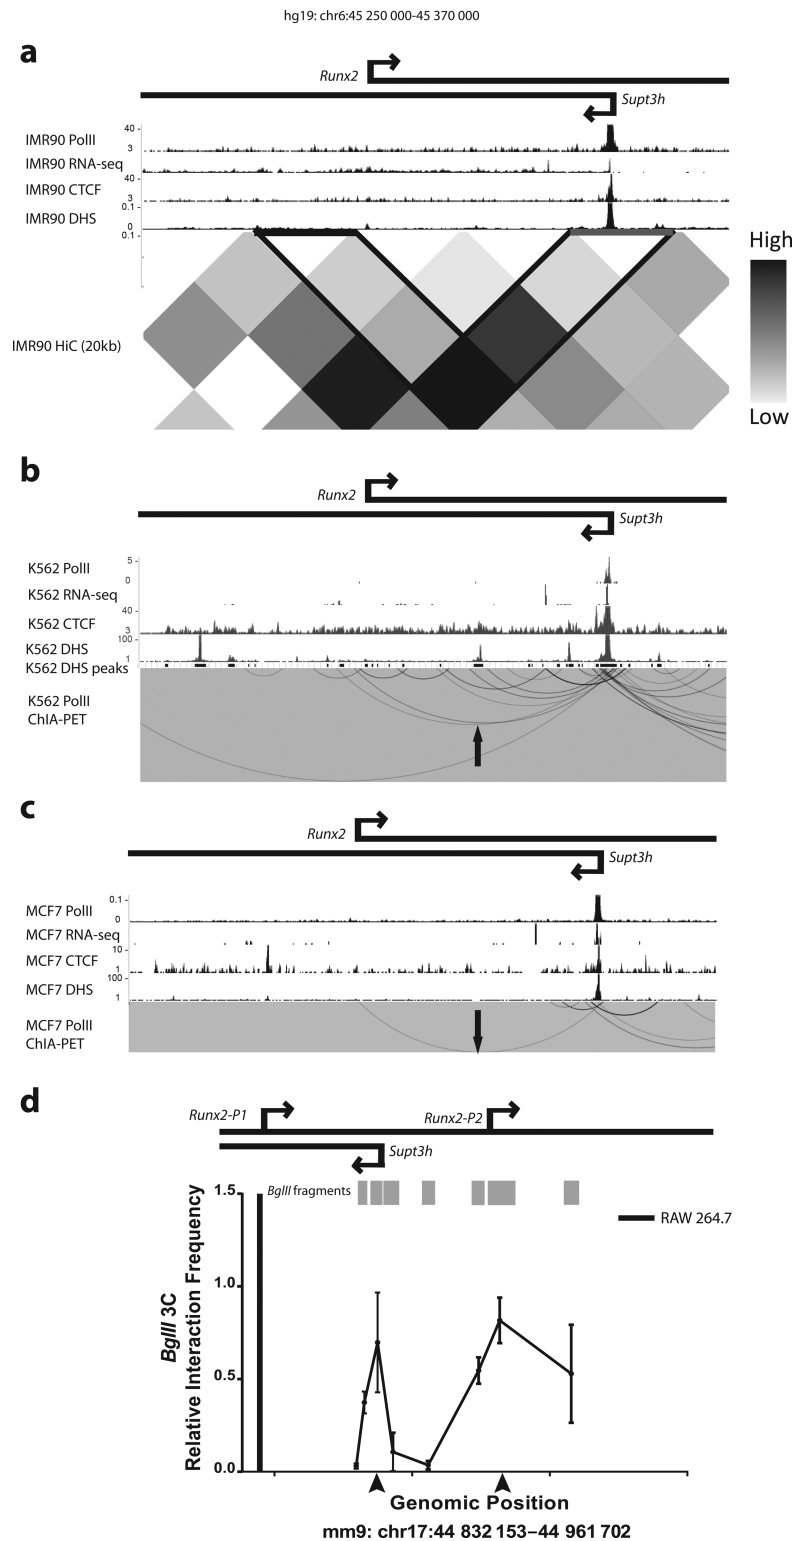 hg19: chr6:45 250 000-45 370 000
a
Runx2
Supt3h
IMR90 PolII
40
3
IMR90 RNA-seq
IMR90 CTCF
40
3
IMR90 DHS
0.1
0
0.1
IMR90 HiC (20kb)
High
Low
b
Runx2
Supt3h
K562 PolII
5
0
K562 RNA-seq
K562 CTCF
40
3
K562 DHS
100
1
K562 DHS peaks
K562 PolII
ChIA-PET
c
Runx2
Supt3h
MCF7 PolII
0.1
0
MCF7 RNA-seq
MCF7 CTCF
10
1
MCF7 DHS
100
1
MCF7 PolII
ChIA-PET
d
Runx2-P1
Runx2-P2
Supt3h
BglII fragments
RAW 264.7
BglII 3C
Relative Interaction Frequency
1.5
1.0
0.5
0.0
Genomic Position
mm9: chr17:44 832 153–44 961 702